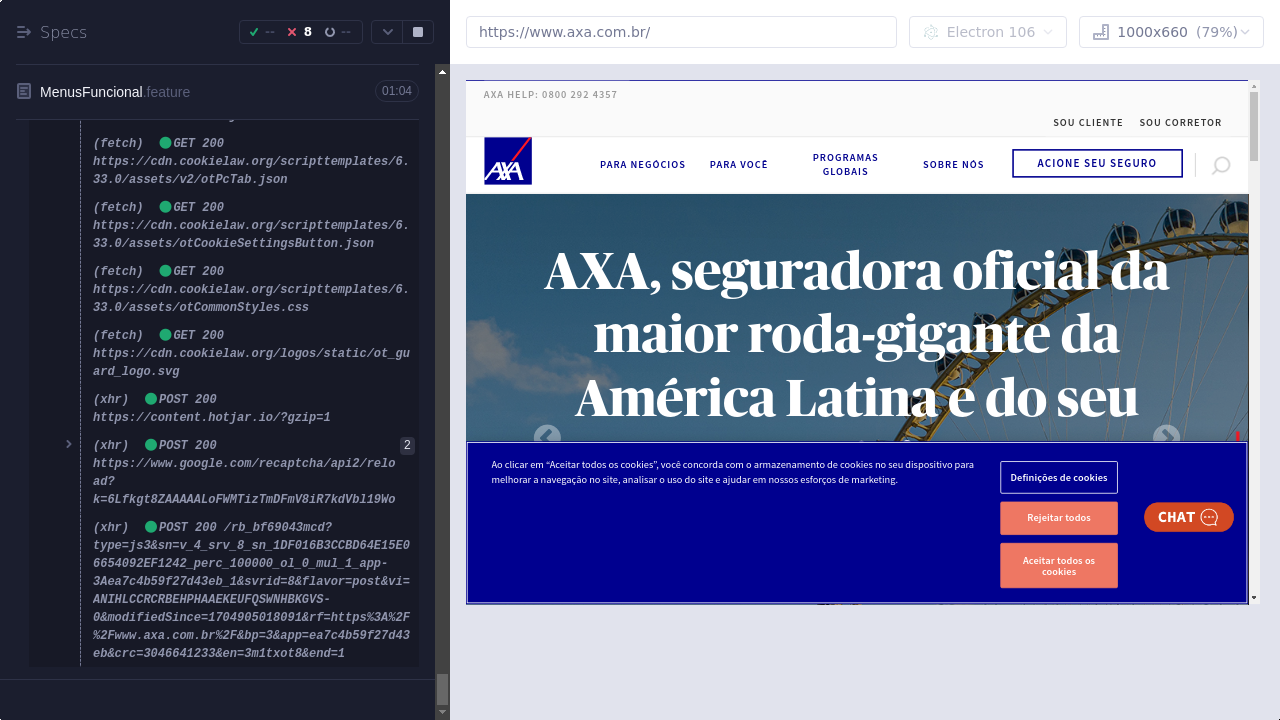 Specs
--
8
--
MenusFuncional.feature
01:04
(fetch) GET 200
https://cdn.cookielaw.org/scripttemplates/6.
33.0/assets/v2/otPcTab.json
(fetch) GET 200
https://cdn.cookielaw.org/scripttemplates/6.
33.0/assets/otCookieSettingsButton.json
(fetch) GET 200
https://cdn.cookielaw.org/scripttemplates/6.
33.0/assets/otCommonStyles.css
(fetch) GET 200
https://cdn.cookielaw.org/logos/static/ot_gu
ard_logo.svg
(xhr) POST 200
https://content.hotjar.io/?gzip=1
(xhr) POST 200
2
https://www.google.com/recaptcha/api2/relo
ad?
k=6Lfkgt8ZAAAAALoFWMTizTmDFmV8iR7kdVbl19Wo
(xhr) POST 200 /rb_bf69043mcd?
type=js3&sn=v_4_srv_8_sn_1DF016B3CCBD64E15E0
6654092EF1242_perc_100000_ol_0_mul_1_app-
3Aea7c4b59f27d43eb_1&svrid=8&flavor=post&vi=
ANIHLCCRCRBEHPHAAEKEUFQSWNHBKGVS-
0&modifiedSince=1704905018091&rf=https%3A%2F
%2Fwww.axa.com.br%2F&bp=3&app=ea7c4b59f27d43
eb&crc=3046641233&en=3m1txot8&end=1
https://www.axa.com.br/
Electron 106
1000x660 (79%)
AXA HELP: 0800 292 4357
SOU CLIENTE SOU CORRETOR
AXA
PARA NEGÓCIOS
PARA VOCÊ
PROGRAMAS
GLOBAIS
SOBRE NÓS
ACIONE SEU SEGURO
AXA, seguradora oficial da
maior roda-gigante da
América Latina e do seu
Ao clicar em “Aceitar todos os cookies”, você concorda com o armazenamento de cookies no seu dispositivo para
melhorar a navegação no site, analisar o uso do site e ajudar em nossos esforços de marketing.
Definições de cookies
Rejeitar todos
Aceitar todos os
cookies
CHAT